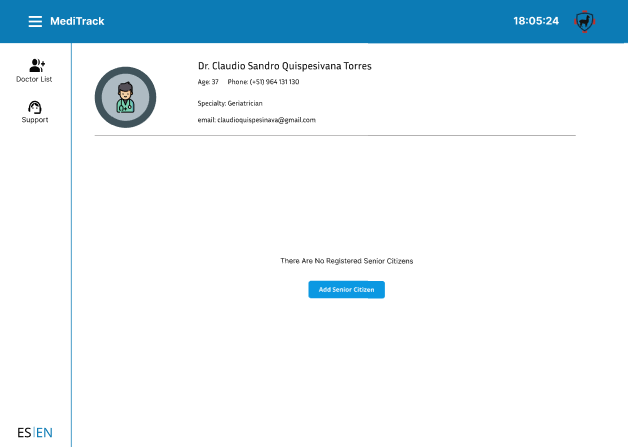 MediTrack
18:05:24
Doctor List
Support
Dr. Claudio Sandro Quispesivana Torres
Age: 37 Phone: (+51) 964 131 130
Specialty: Geriatrician
email: claudioquispesinava@gmail.com
There Are No Registered Senior Citizens
Add Senior Citizen
ES|EN